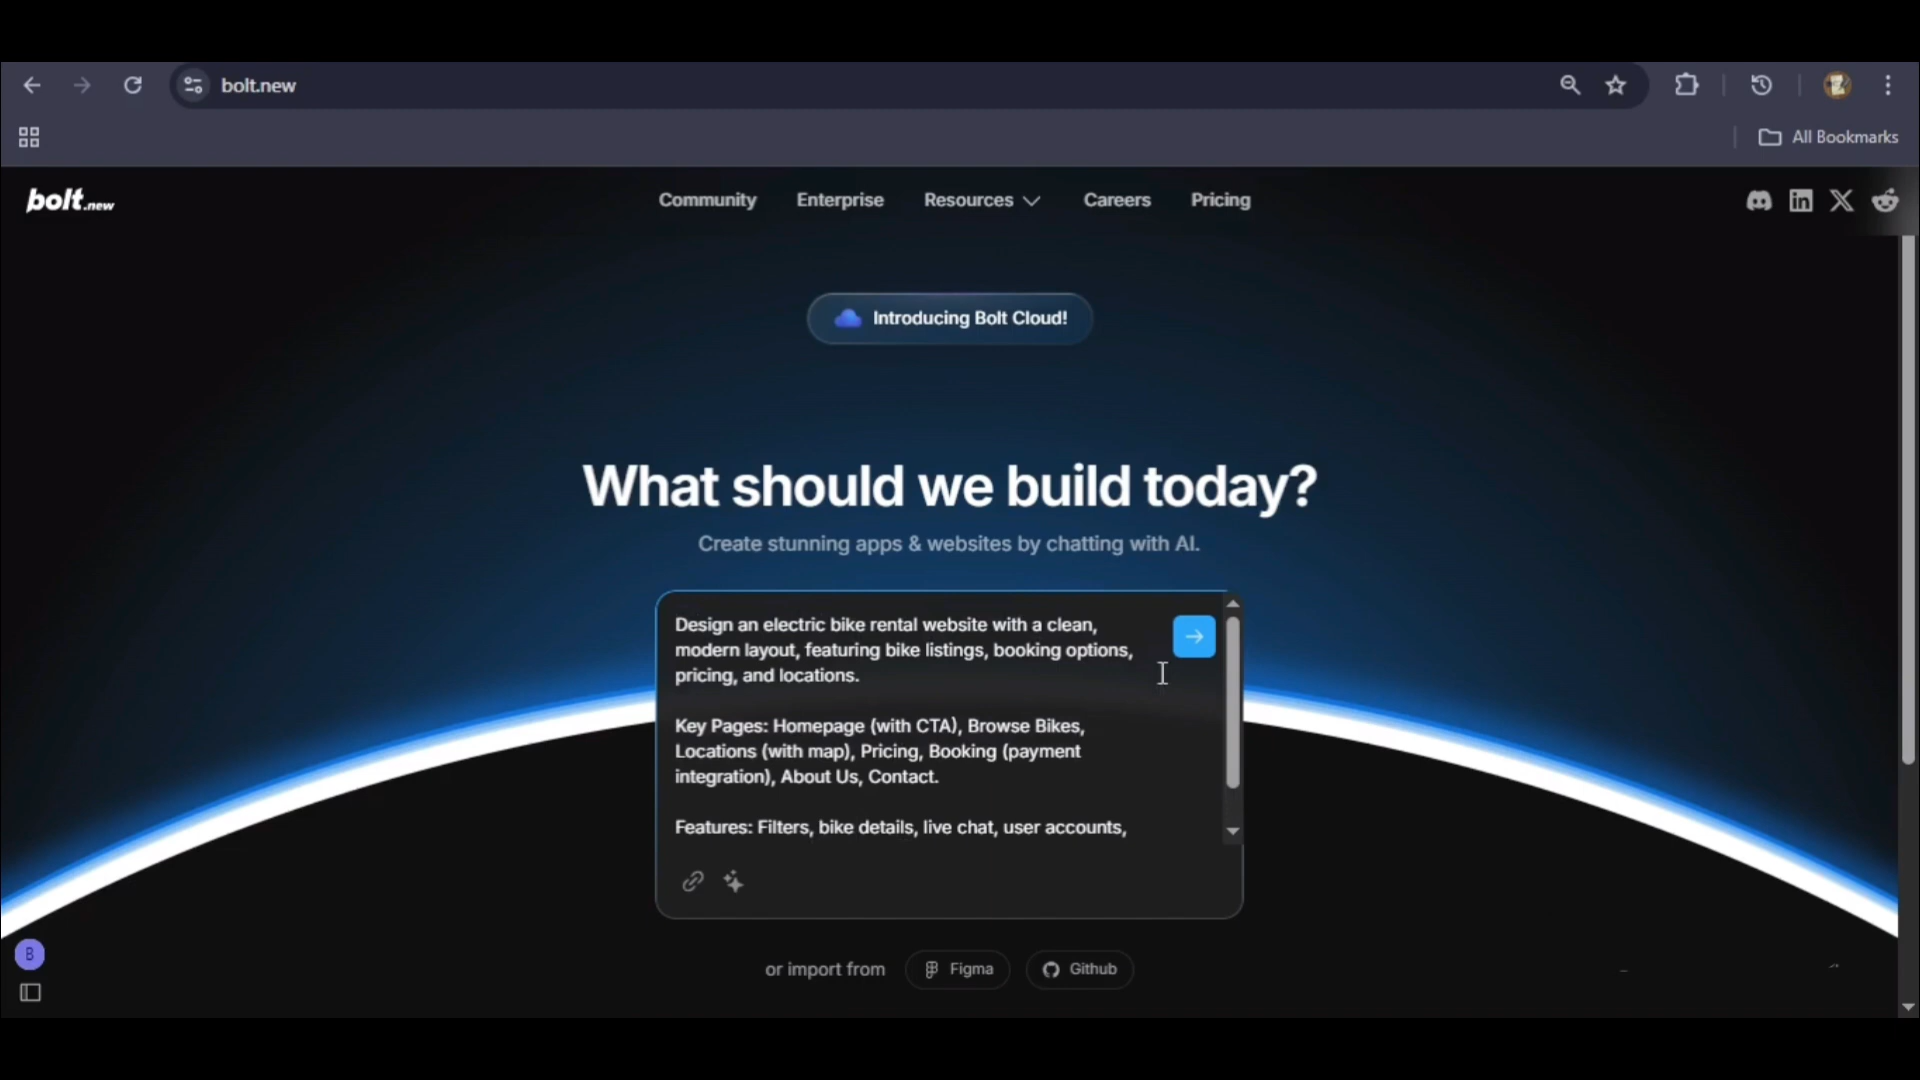 bolt.new
All Bookmarks
bolt.new
Community
Enterprise
Resources
Careers
Pricing
Introducing Bolt Cloud!
What should we build today?
Create stunning apps & websites by chatting with AI.
Design an electric bike rental website with a clean,
modern layout, featuring bike listings, booking options,
pricing, and locations.
Key Pages: Homepage (with CTA), Browse Bikes,
Locations (with map), Pricing, Booking (payment
integration), About Us, Contact.
Features: Filters, bike details, live chat, user accounts,
B
or import from
Figma
Github